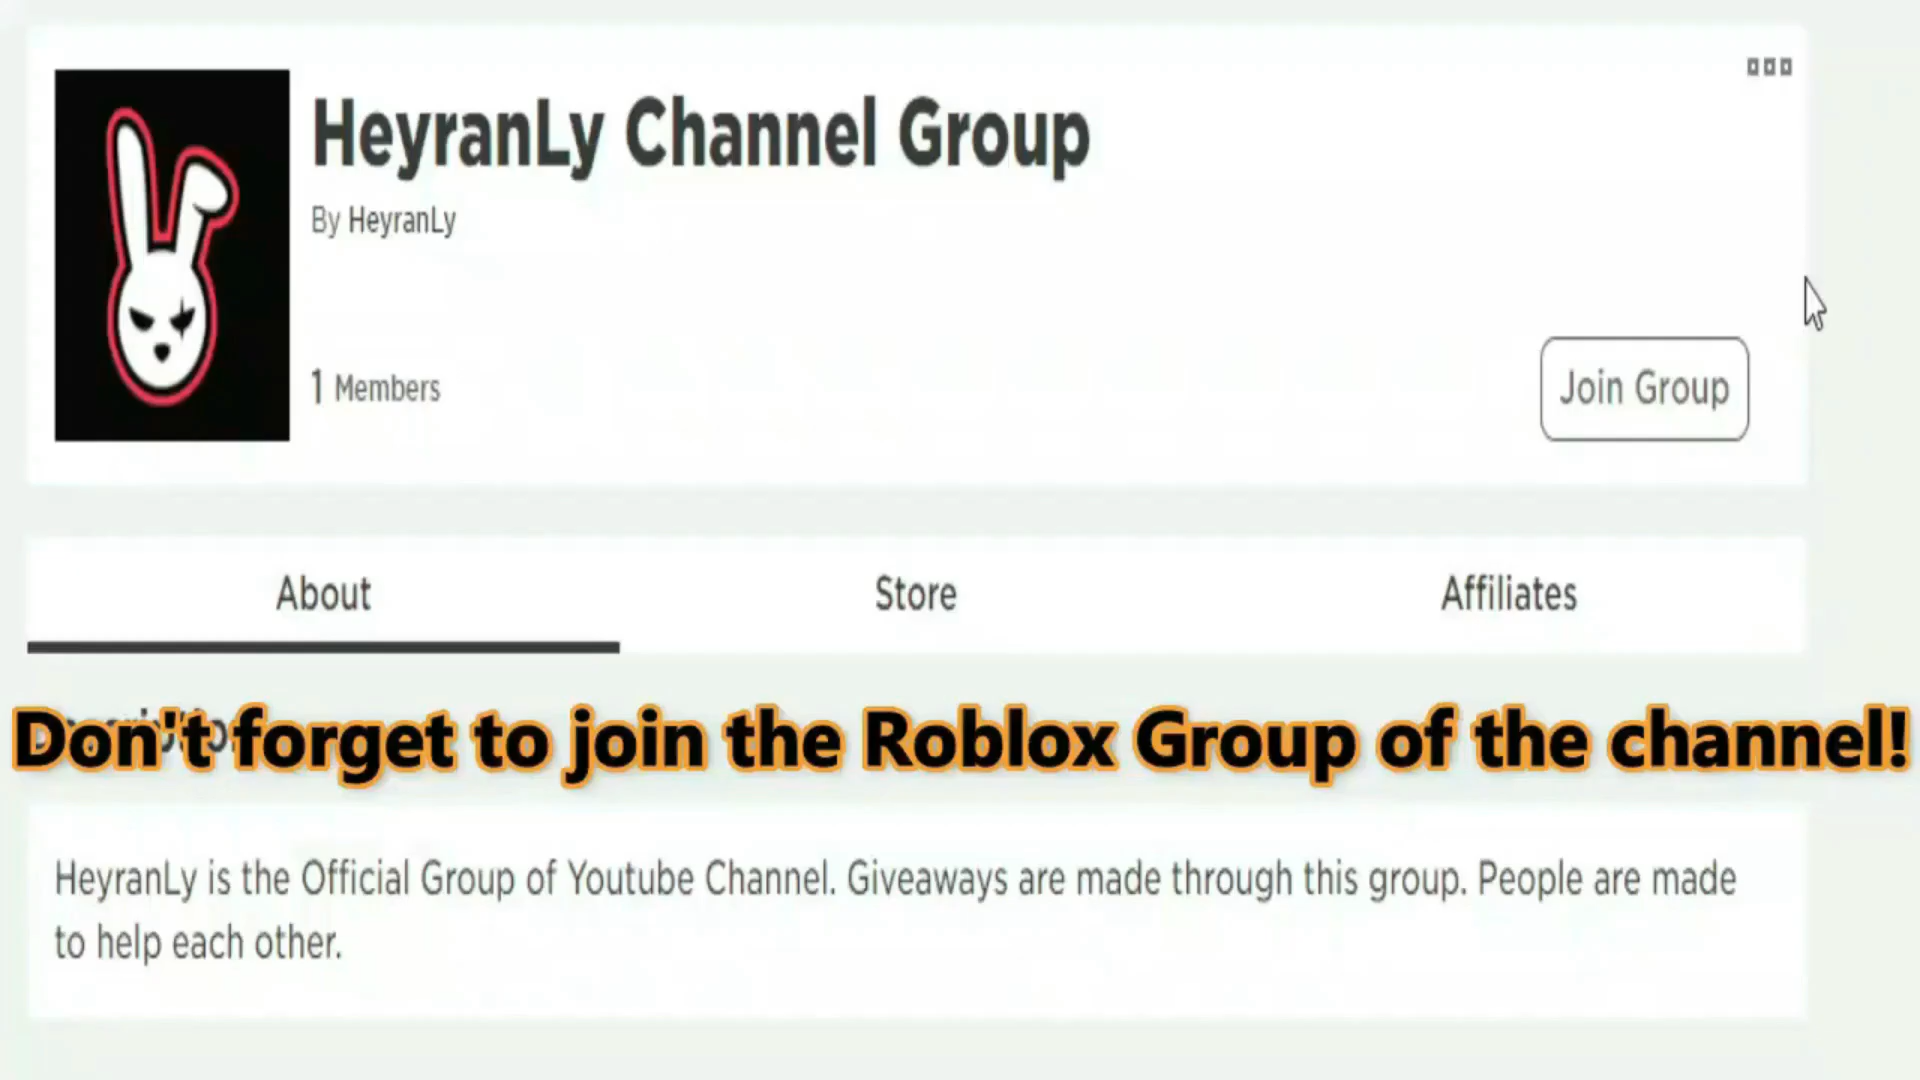 HeyranLy Channel Group
By HeyranLy
1 Members
Join Group
About
Store
Affiliates
Don't forget to join the Roblox Group of the channel!
HeyranLy is the Official Group of Youtube Channel. Giveaways are made through this group. People are made
to help each other.